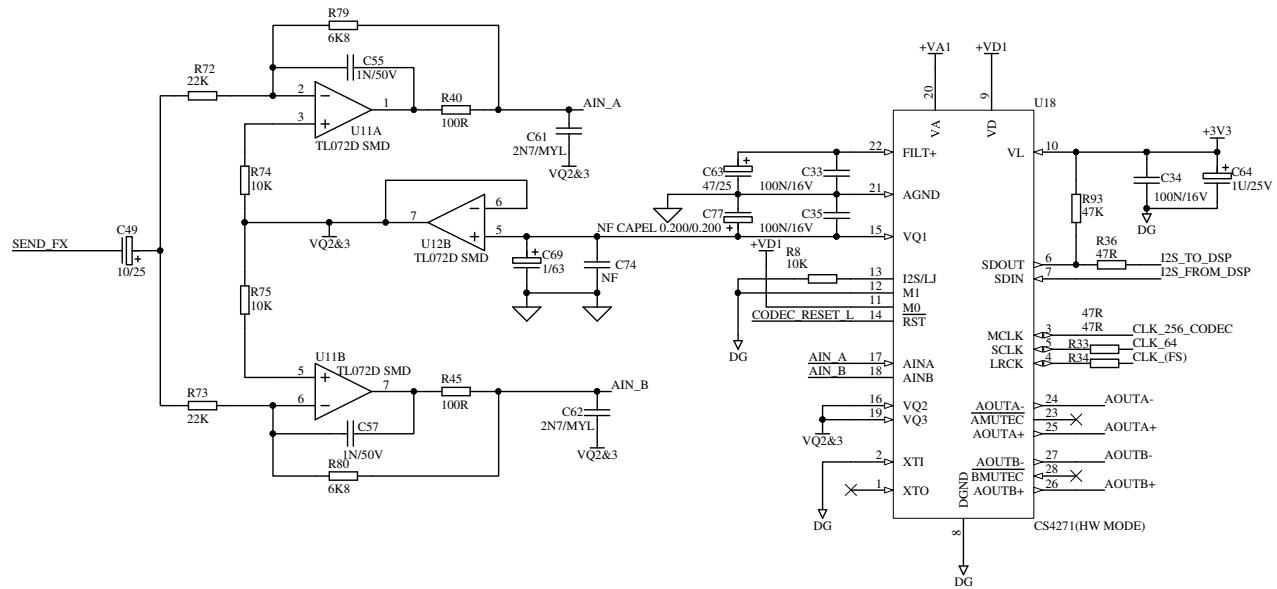 R79
6K8
C55
1N/50V
R72
22K
2
3
1
U11A
TL072D SMD
R40
100R
AIN_A
C61
2N7/MYL
VQ2&3
R74
10K
C49
SEND_FX
10/25
VQ2&3
7
6
5
U12B
TL072D SMD
C69
1/63
C74
NF
R75
10K
U11B
TL072D SMD
5
6
7
R73
22K
R45
100R
AIN_B
C62
2N7/MYL
VQ2&3
C57
1N/50V
R80
6K8
+VA1
+VD1
20
9
U18
VA
VD
22
FILT+
C63
47/25
C33
100N/16V
21
AGND
C77
C35
NF CAPEL 0.200/0.200
100N/16V
15
VQ1
+VD1
R8
10K
13
I2S/LJ
12
M1
11
M0
CODEC_RESET_L
14
RST
DG
AIN_A
17
AINA
AIN_B
18
AINB
16
VQ2
19
VQ3
VQ2&3
2
XTI
1
XTO
DG
VL
10
+3V3
C34
100N/16V
C64
1U/25V
DG
R93
47K
SDOUT
6
R36
47R
I2S_TO_DSP
SDIN
7
I2S_FROM_DSP
47R
47R
MCLK
3
CLK_256_CODEC
SCLK
5
R33
CLK_64
LRCK
4
R34
CLK_(FS)
AOUTA-
24
AOUTA-
AMUTEC
23
AOUTA+
25
AOUTA+
AOUTB-
27
AOUTB-
BMUTEC
28
AOUTB+
26
AOUTB+
DGND
8
CS4271(HW MODE)
DG